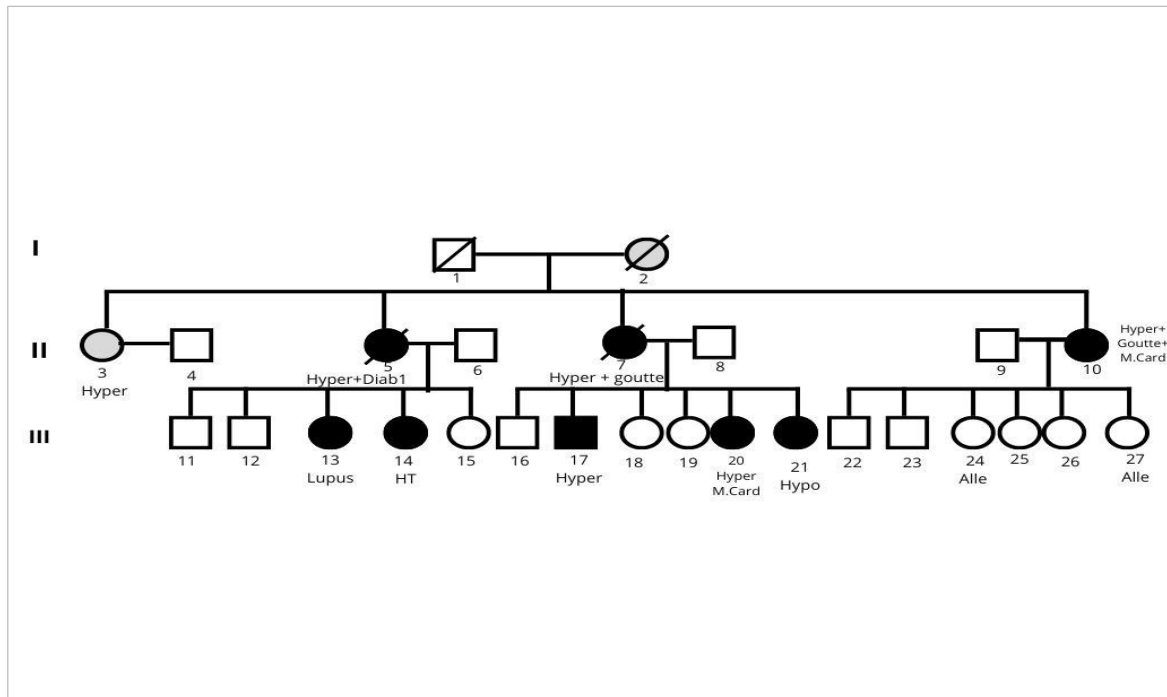 I
1
2
II
3
Hyper
4
5
Hyper+Diab1
6
7
Hyper + goutte
8
9
10
Hyper+
Goutte+
M.Card
III
11
12
13
Lupus
14
HT
15
16
17
Hyper
18
19
20
Hyper
M.Card
21
Hypo
22
23
24
Alle
25
26
27
Alle